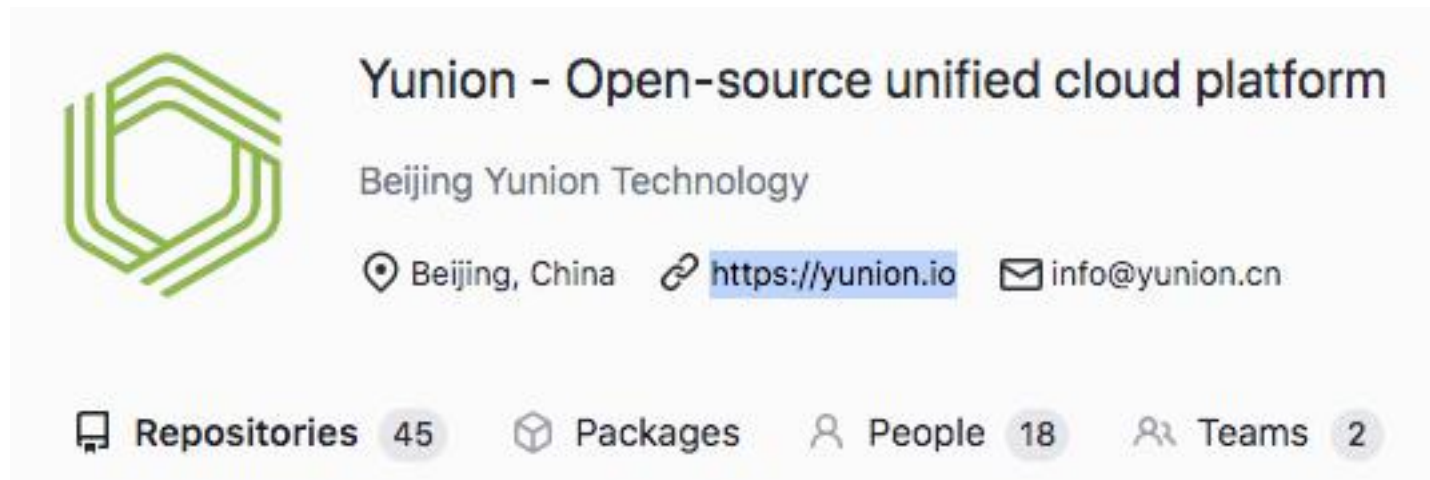 Yunion - Open-source unified cloud platform
Beijing Yunion Technology
Beijing, China https://yunion.io info@yunion.cn
Repositories 45 Packages People 18 Teams 2